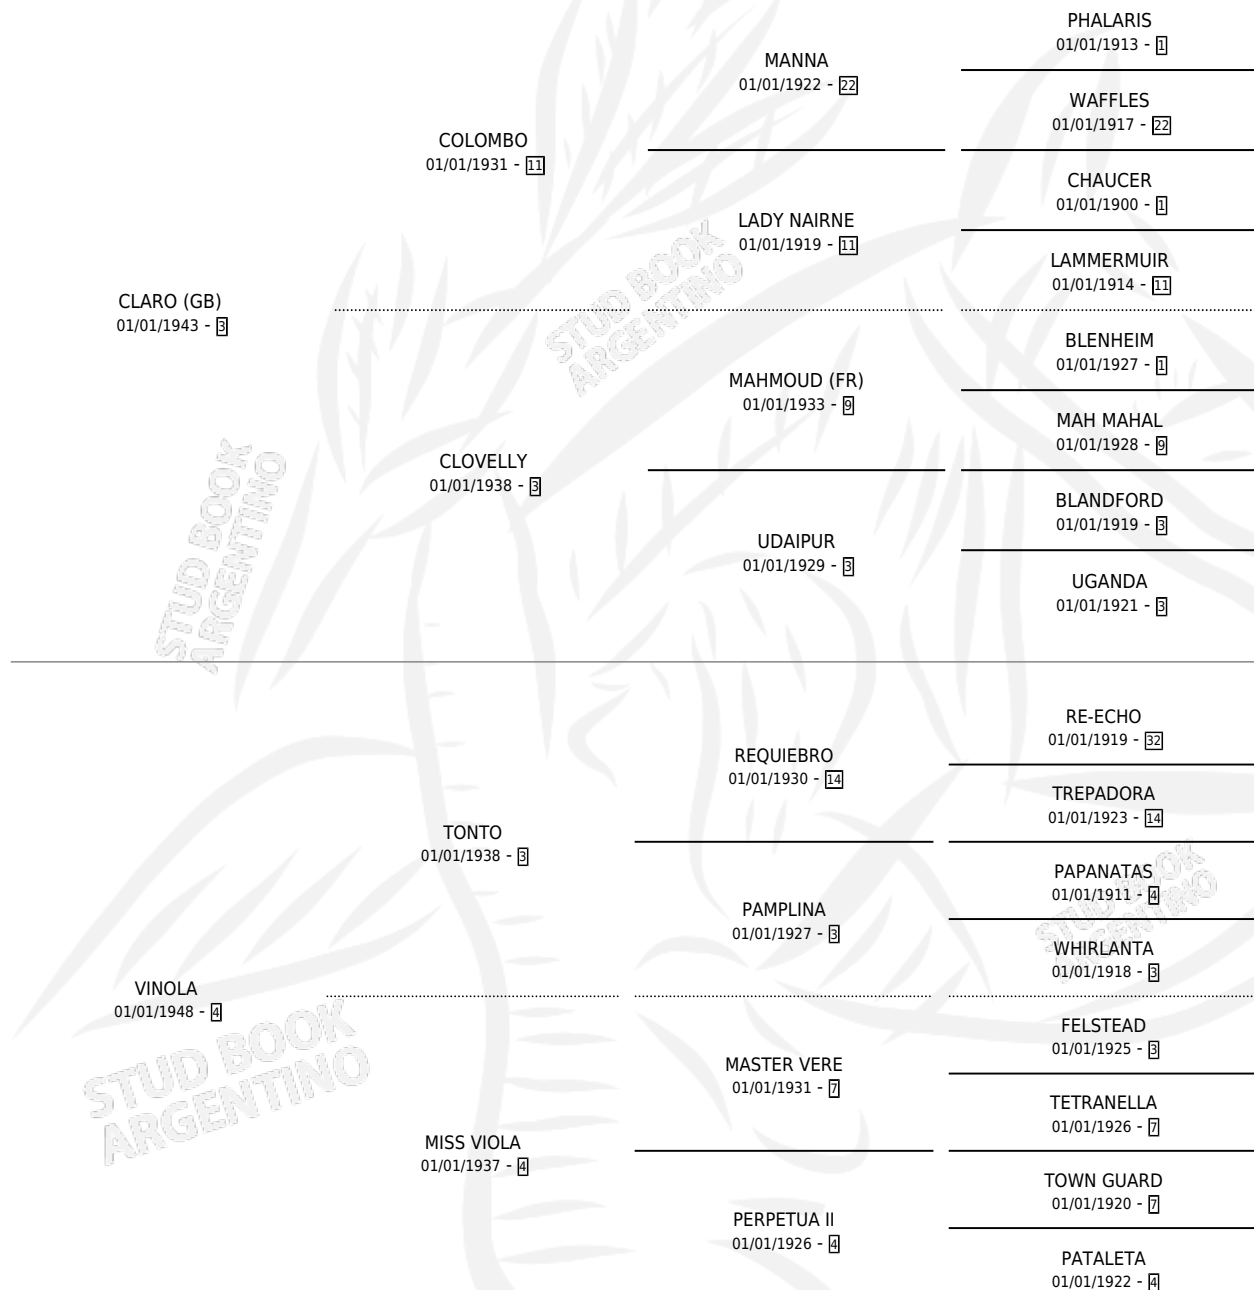 PHALARIS
01/01/1913 - 1
MANNA
01/01/1922 - 22
WAFFLES
01/01/1917 - 22
COLOMBO
01/01/1931 - 11
CHAUCER
01/01/1900 - 1
LADY NAIRNE
01/01/1919 - 11
LAMMERMUIR
01/01/1914 - 11
CLARO (GB)
01/01/1943 - 3
BLENHEIM
01/01/1927 - 1
MAHMOUD (FR)
01/01/1933 - 9
MAH MAHAL
01/01/1928 - 9
CLOVELLY
01/01/1938 - 3
BLANDFORD
01/01/1919 - 3
UDAIPUR
01/01/1929 - 3
UGANDA
01/01/1921 - 3
RE-ECHO
01/01/1919 - 32
REQUIEBRO
01/01/1930 - 14
TREPADORA
01/01/1923 - 14
TONTO
01/01/1938 - 3
PAPANATAS
01/01/1911 - 4
PAMPLINA
01/01/1927 - 3
WHIRLANTA
01/01/1918 - 3
VINOLA
01/01/1948 - 4
FELSTEAD
01/01/1925 - 3
MASTER VERE
01/01/1931 - 7
TETRANELLA
01/01/1926 - 7
MISS VIOLA
01/01/1937 - 4
TOWN GUARD
01/01/1920 - 7
PERPETUA II
01/01/1926 - 4
PATALETA
01/01/1922 - 4
STUD BOOK
ARGENTINO
STUD BOOK
ARGENTINO
STUD BOOK
ARGENTINO
STUD BOOK
ARGENTINO